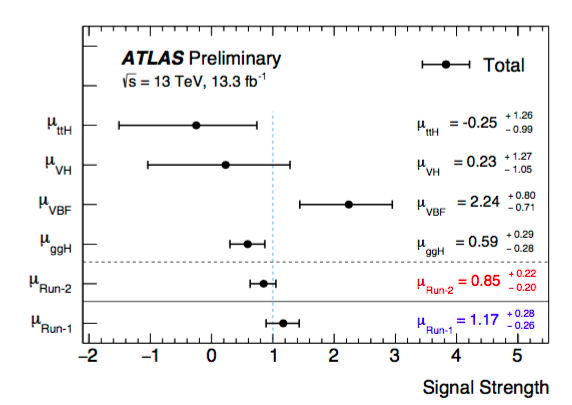 ATLAS Preliminary
√s = 13 TeV, 13.3 fb⁻¹
Total
μttH
μttH = -0.25 + 1.26 − 0.99
μVH
μVH = 0.23 + 1.27 − 1.05
μVBF
μVBF = 2.24 + 0.80 − 0.71
μggH
μggH = 0.59 + 0.29 − 0.28
μRun-2
μRun-2 = 0.85 + 0.22 − 0.20
μRun-1
μRun-1 = 1.17 + 0.28 − 0.26
−2 −1 0 1 2 3 4 5
Signal Strength